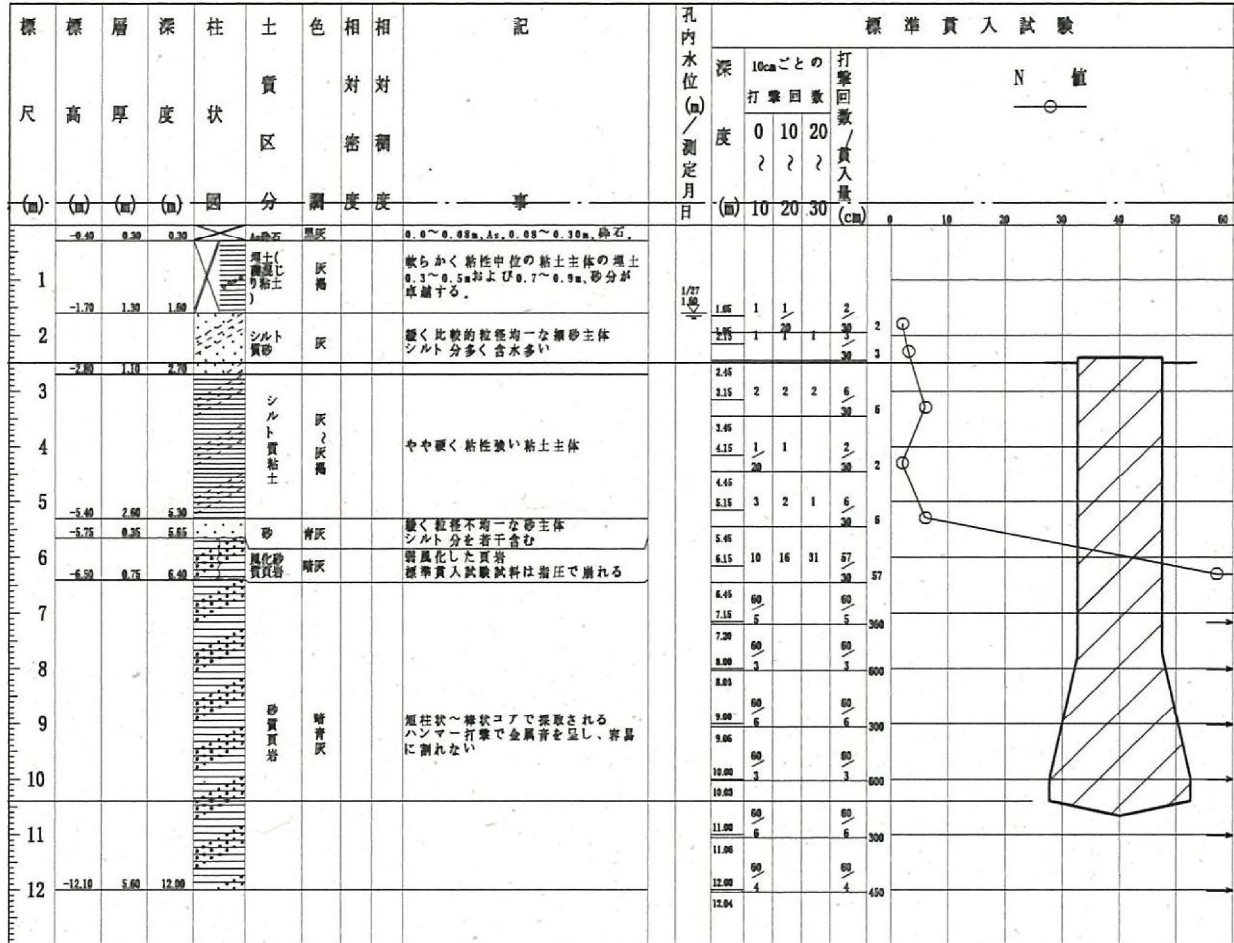 標尺(m) 標高(m) 層厚(m) 深度(m) 柱状図 土質区分 色調 相対密度 相対稠度 記事 孔内水位(m)/測定月日 標準貫入試験
深度(m) 10cmごとの打撃回数 打撃回数/貫入量(cm) N値
0~10 10~20 20~30
0 10 20 30 40 50 60
-0.40 0.30 0.30 As砕石 黒灰 0.0~0.08m,As,0.08~0.30m,砕石.
1
-1.70 1.30 1.60 埋土(礫混じり粘土) 灰褐
軟らかく粘性中位の粘土主体の埋土
0.3~0.5mおよび0.7~0.9m,砂分が
卓越する.
1/27
1.60
1.65 1 1/20 2/30 2
2
-2.80 1.10 2.70 シルト質砂 灰
緩く比較的粒径均一な細砂主体
シルト分多く含水多い
2.15 1 1 1 3/30 3
2.45
3
3.15 2 2 2 6/30 6
3.45
4
シルト質粘土 灰~灰褐 やや硬く粘性強い粘土主体
4.15 1/20 1 2/30 2
4.45
5
-5.40 2.60 5.30
5.15 3 2 1 6/30 6
5.45
-5.75 0.35 5.65 砂 青灰
緩く粒径不均一な砂主体
シルト分を若干含む
6
-6.50 0.75 6.40 風化砂質頁岩 暗灰
弱風化した頁岩
標準貫入試験試料は指圧で崩れる
6.15 10 16 31 57/30 57
6.45
7
7.15 60/5 60/5 360
7.20
8
8.00 60/3 60/3 600
8.03
9
砂質頁岩 暗青灰
短柱状~棒状コアで採取される
ハンマー打撃で金属音を呈し、容易
に割れない
9.00 60/6 60/6 300
9.06
10
10.00 60/3 60/3 600
10.03
11
11.00 60/6 60/6 300
11.06
12
-12.10 5.60 12.00
12.00 60/4 60/4 450
12.04